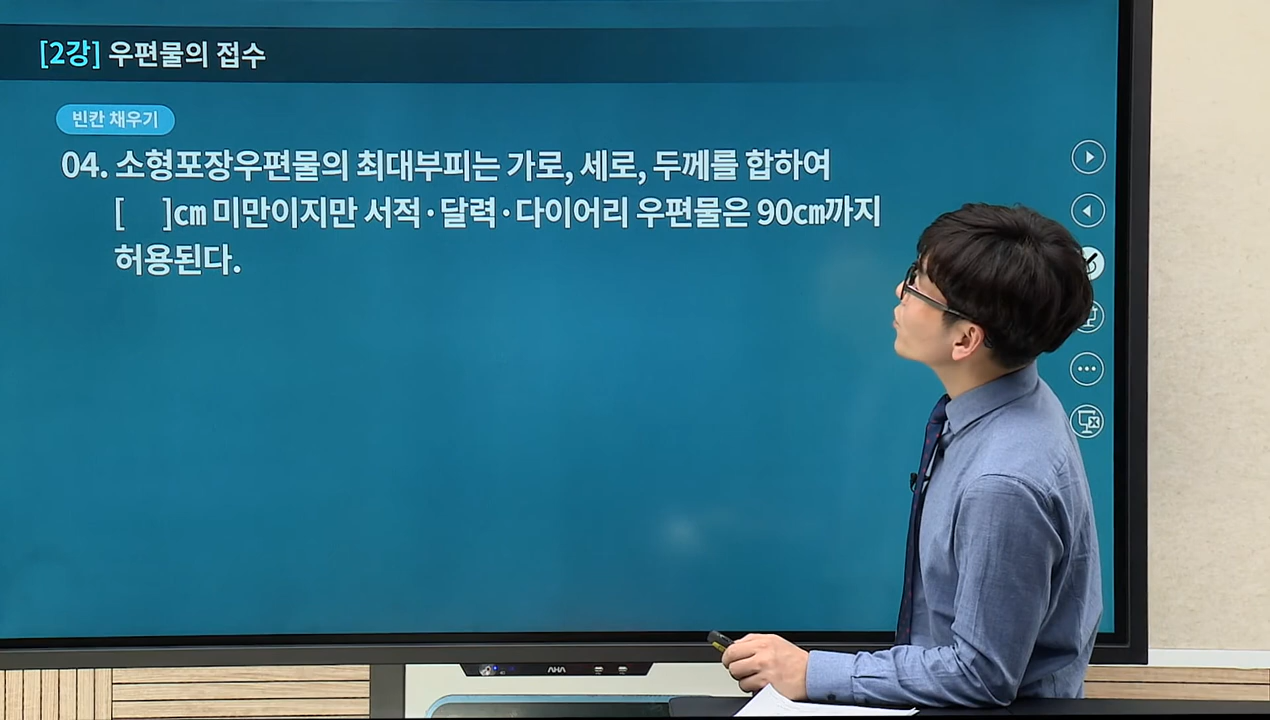 [2강] 우편물의 접수
빈칸 채우기
04. 소형포장우편물의 최대부피는 가로, 세로, 두께를 합하여
[ ]cm 미만이지만 서적·달력·다이어리 우편물은 90cm까지
허용된다.
AHA